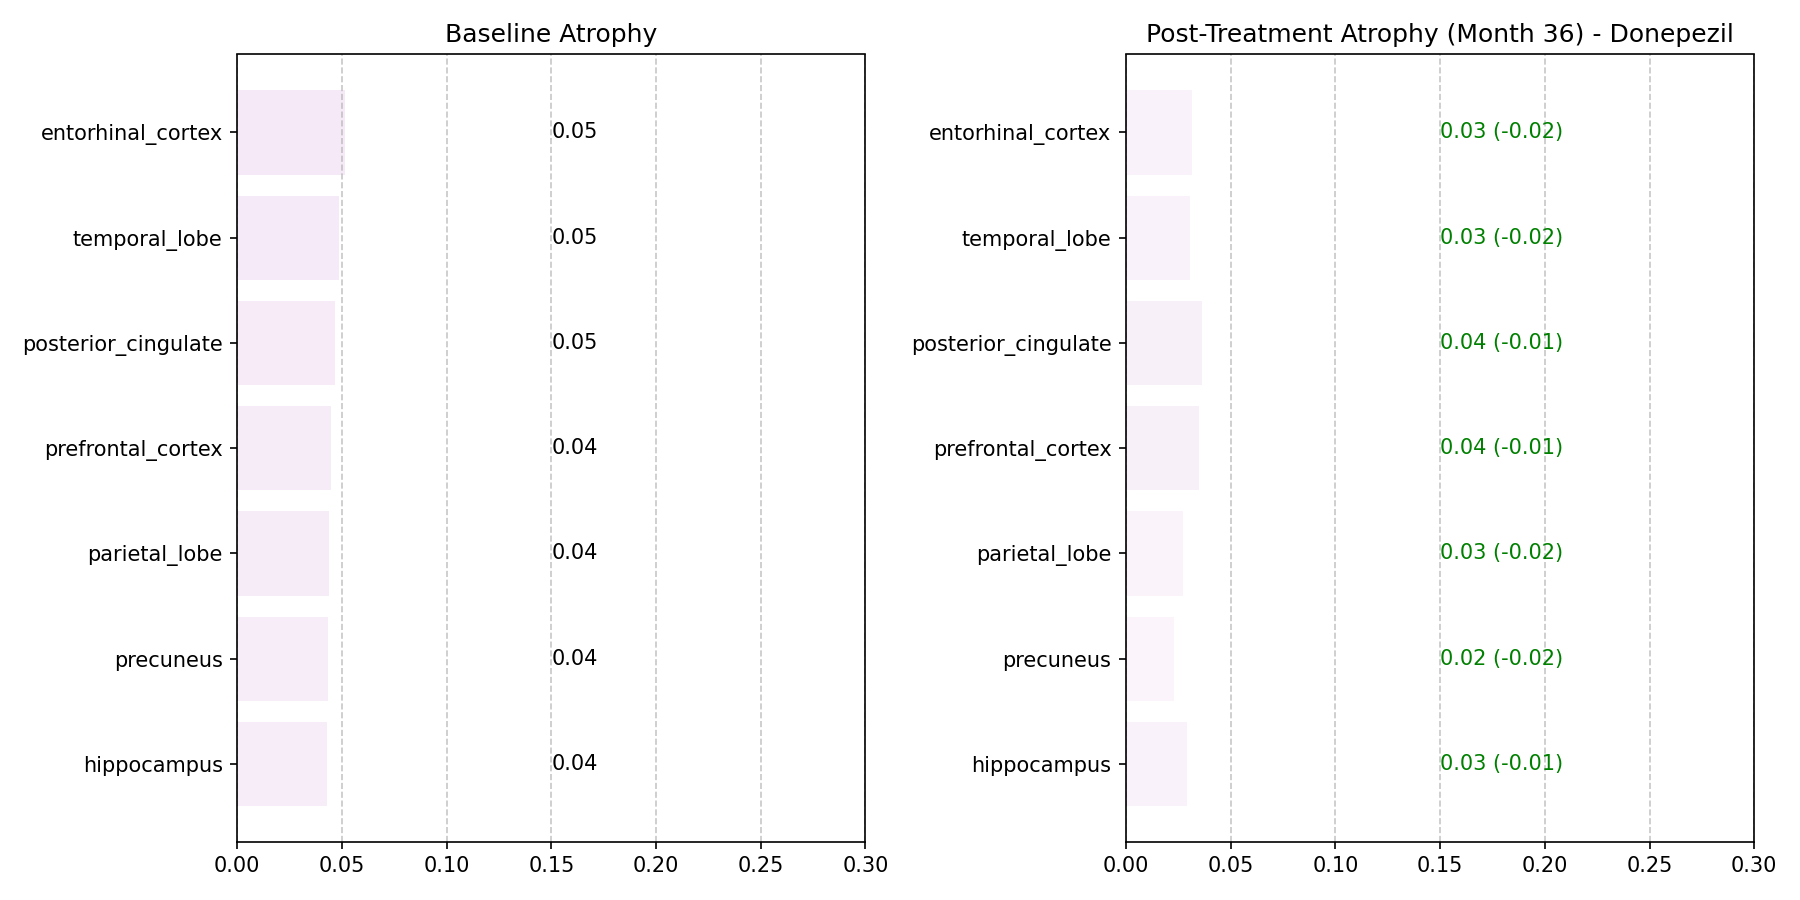 Baseline Atrophy
entorhinal_cortex 0.05
temporal_lobe 0.05
posterior_cingulate 0.05
prefrontal_cortex 0.04
parietal_lobe 0.04
precuneus 0.04
hippocampus 0.04
0.00 0.05 0.10 0.15 0.20 0.25 0.30
Post-Treatment Atrophy (Month 36) - Donepezil
entorhinal_cortex 0.03 (-0.02)
temporal_lobe 0.03 (-0.02)
posterior_cingulate 0.04 (-0.01)
prefrontal_cortex 0.04 (-0.01)
parietal_lobe 0.03 (-0.02)
precuneus 0.02 (-0.02)
hippocampus 0.03 (-0.01)
0.00 0.05 0.10 0.15 0.20 0.25 0.30